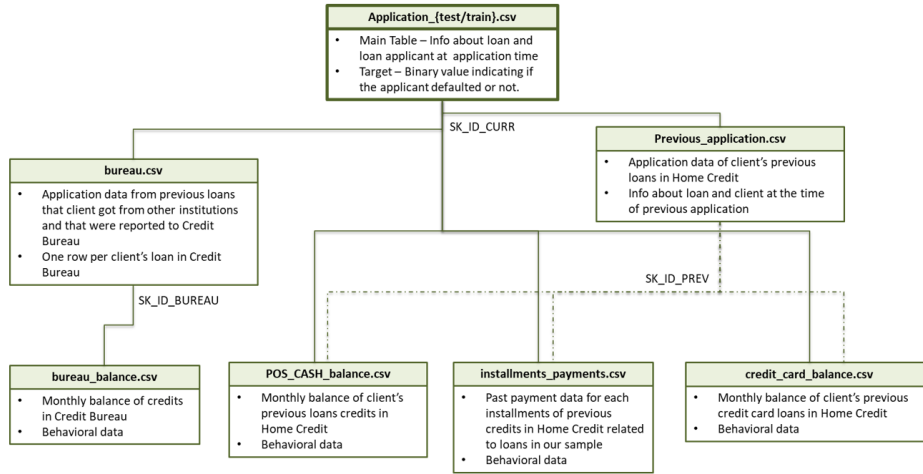 Application_{test/train}.csv
• Main Table – Info about loan and
loan applicant at application time
• Target – Binary value indicating if
the applicant defaulted or not.
SK_ID_CURR
bureau.csv
• Application data from previous loans
that client got from other institutions
and that were reported to Credit
Bureau
• One row per client's loan in Credit
Bureau
Previous_application.csv
• Application data of client's previous
loans in Home Credit
• Info about loan and client at the time
of previous application
SK_ID_BUREAU
SK_ID_PREV
bureau_balance.csv
• Monthly balance of credits
in Credit Bureau
• Behavioral data
POS_CASH_balance.csv
• Monthly balance of client's
previous loans credits in
Home Credit
• Behavioral data
installments_payments.csv
• Past payment data for each
installments of previous
credits in Home Credit related
to loans in our sample
• Behavioral data
credit_card_balance.csv
• Monthly balance of client's previous
credit card loans in Home Credit
• Behavioral data